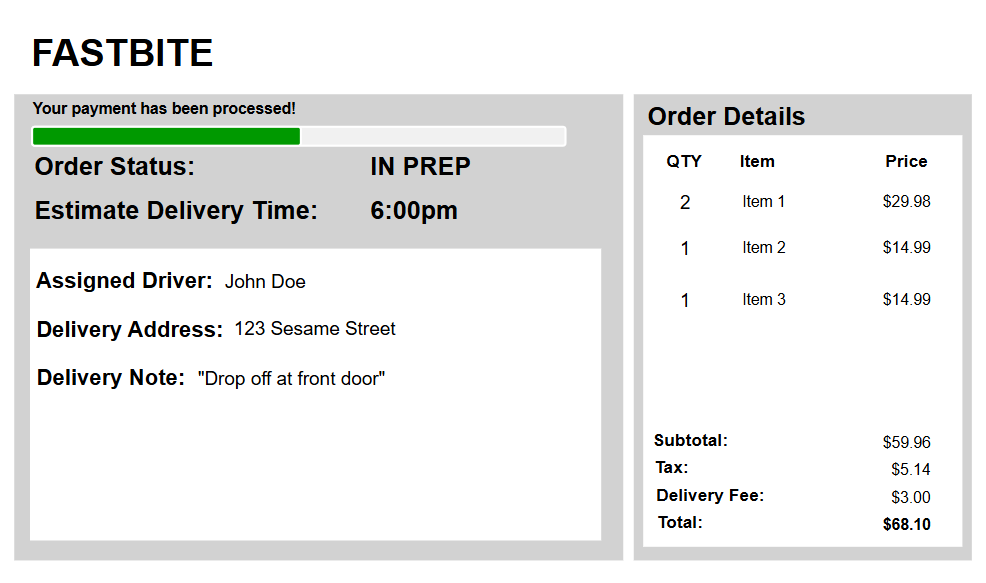 FASTBITE
Your payment has been processed!
Order Status: IN PREP
Estimate Delivery Time: 6:00pm
Assigned Driver: John Doe
Delivery Address: 123 Sesame Street
Delivery Note: "Drop off at front door"
Order Details
QTY Item Price
2 Item 1 $29.98
1 Item 2 $14.99
1 Item 3 $14.99
Subtotal: $59.96
Tax: $5.14
Delivery Fee: $3.00
Total: $68.10